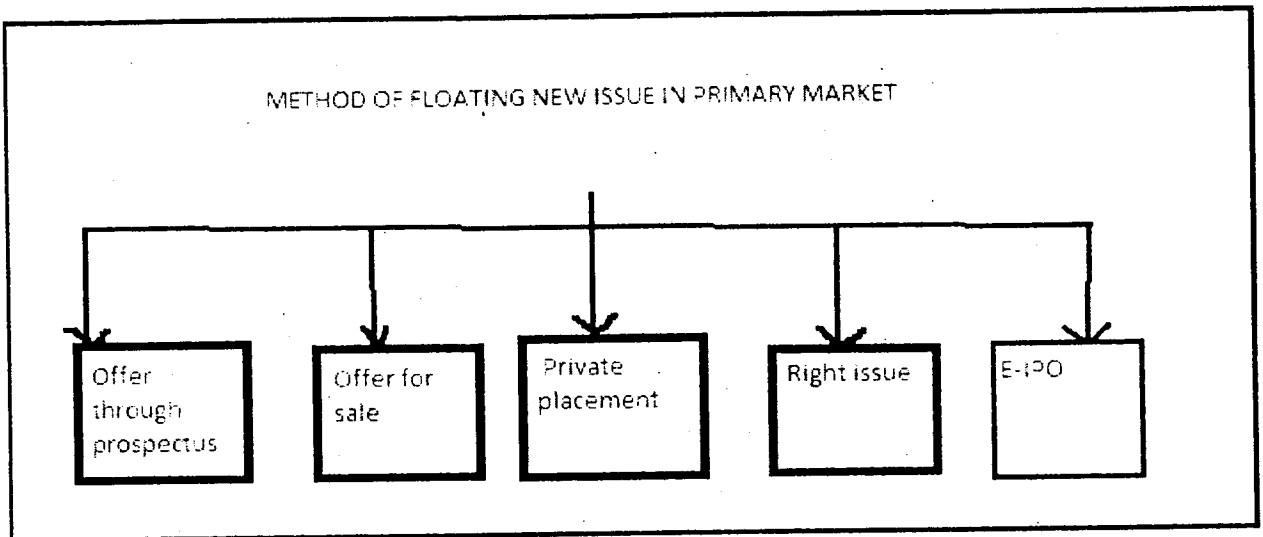 METHOD OF FLOATING NEW ISSUE IN PRIMARY MARKET
Offer
through
prospectus
Offer for
sale
Private
placement
Right issue
E-IPO